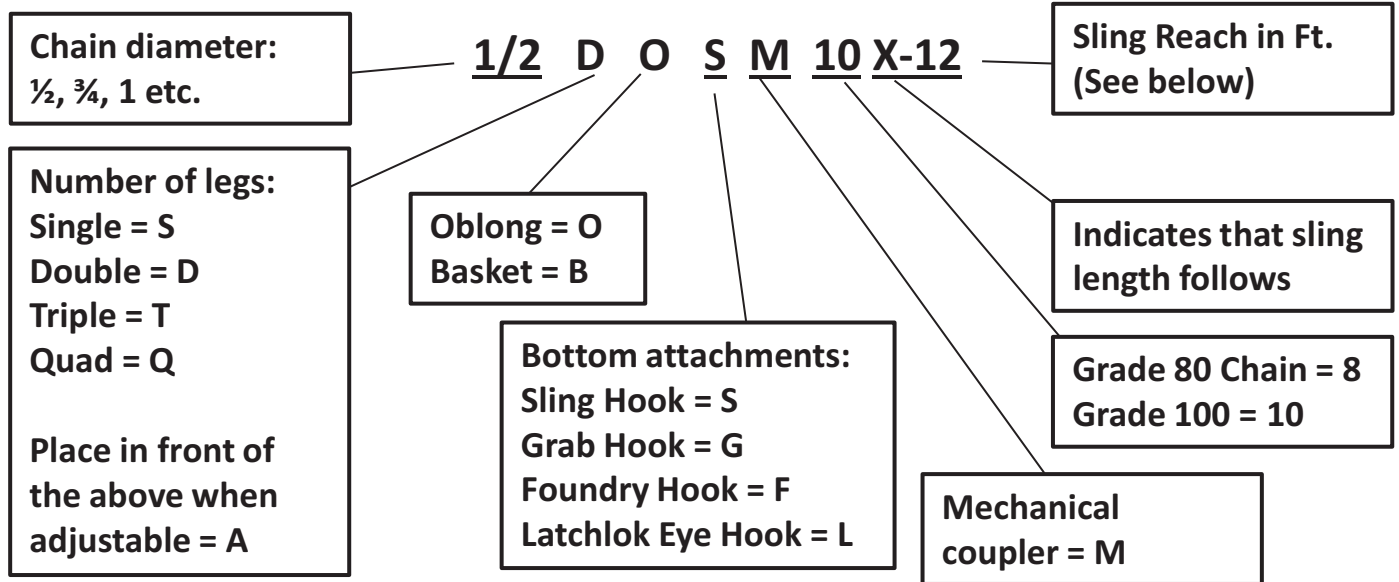 Chain diameter:
½, ¾, 1 etc.
1/2 D O S M 10 X-12
Sling Reach in Ft.
(See below)
Number of legs:
Single = S
Double = D
Triple = T
Quad = Q
Place in front of
the above when
adjustable = A
Oblong = O
Basket = B
Bottom attachments:
Sling Hook = S
Grab Hook = G
Foundry Hook = F
Latchlok Eye Hook = L
Indicates that sling
length follows
Grade 80 Chain = 8
Grade 100 = 10
Mechanical
coupler = M